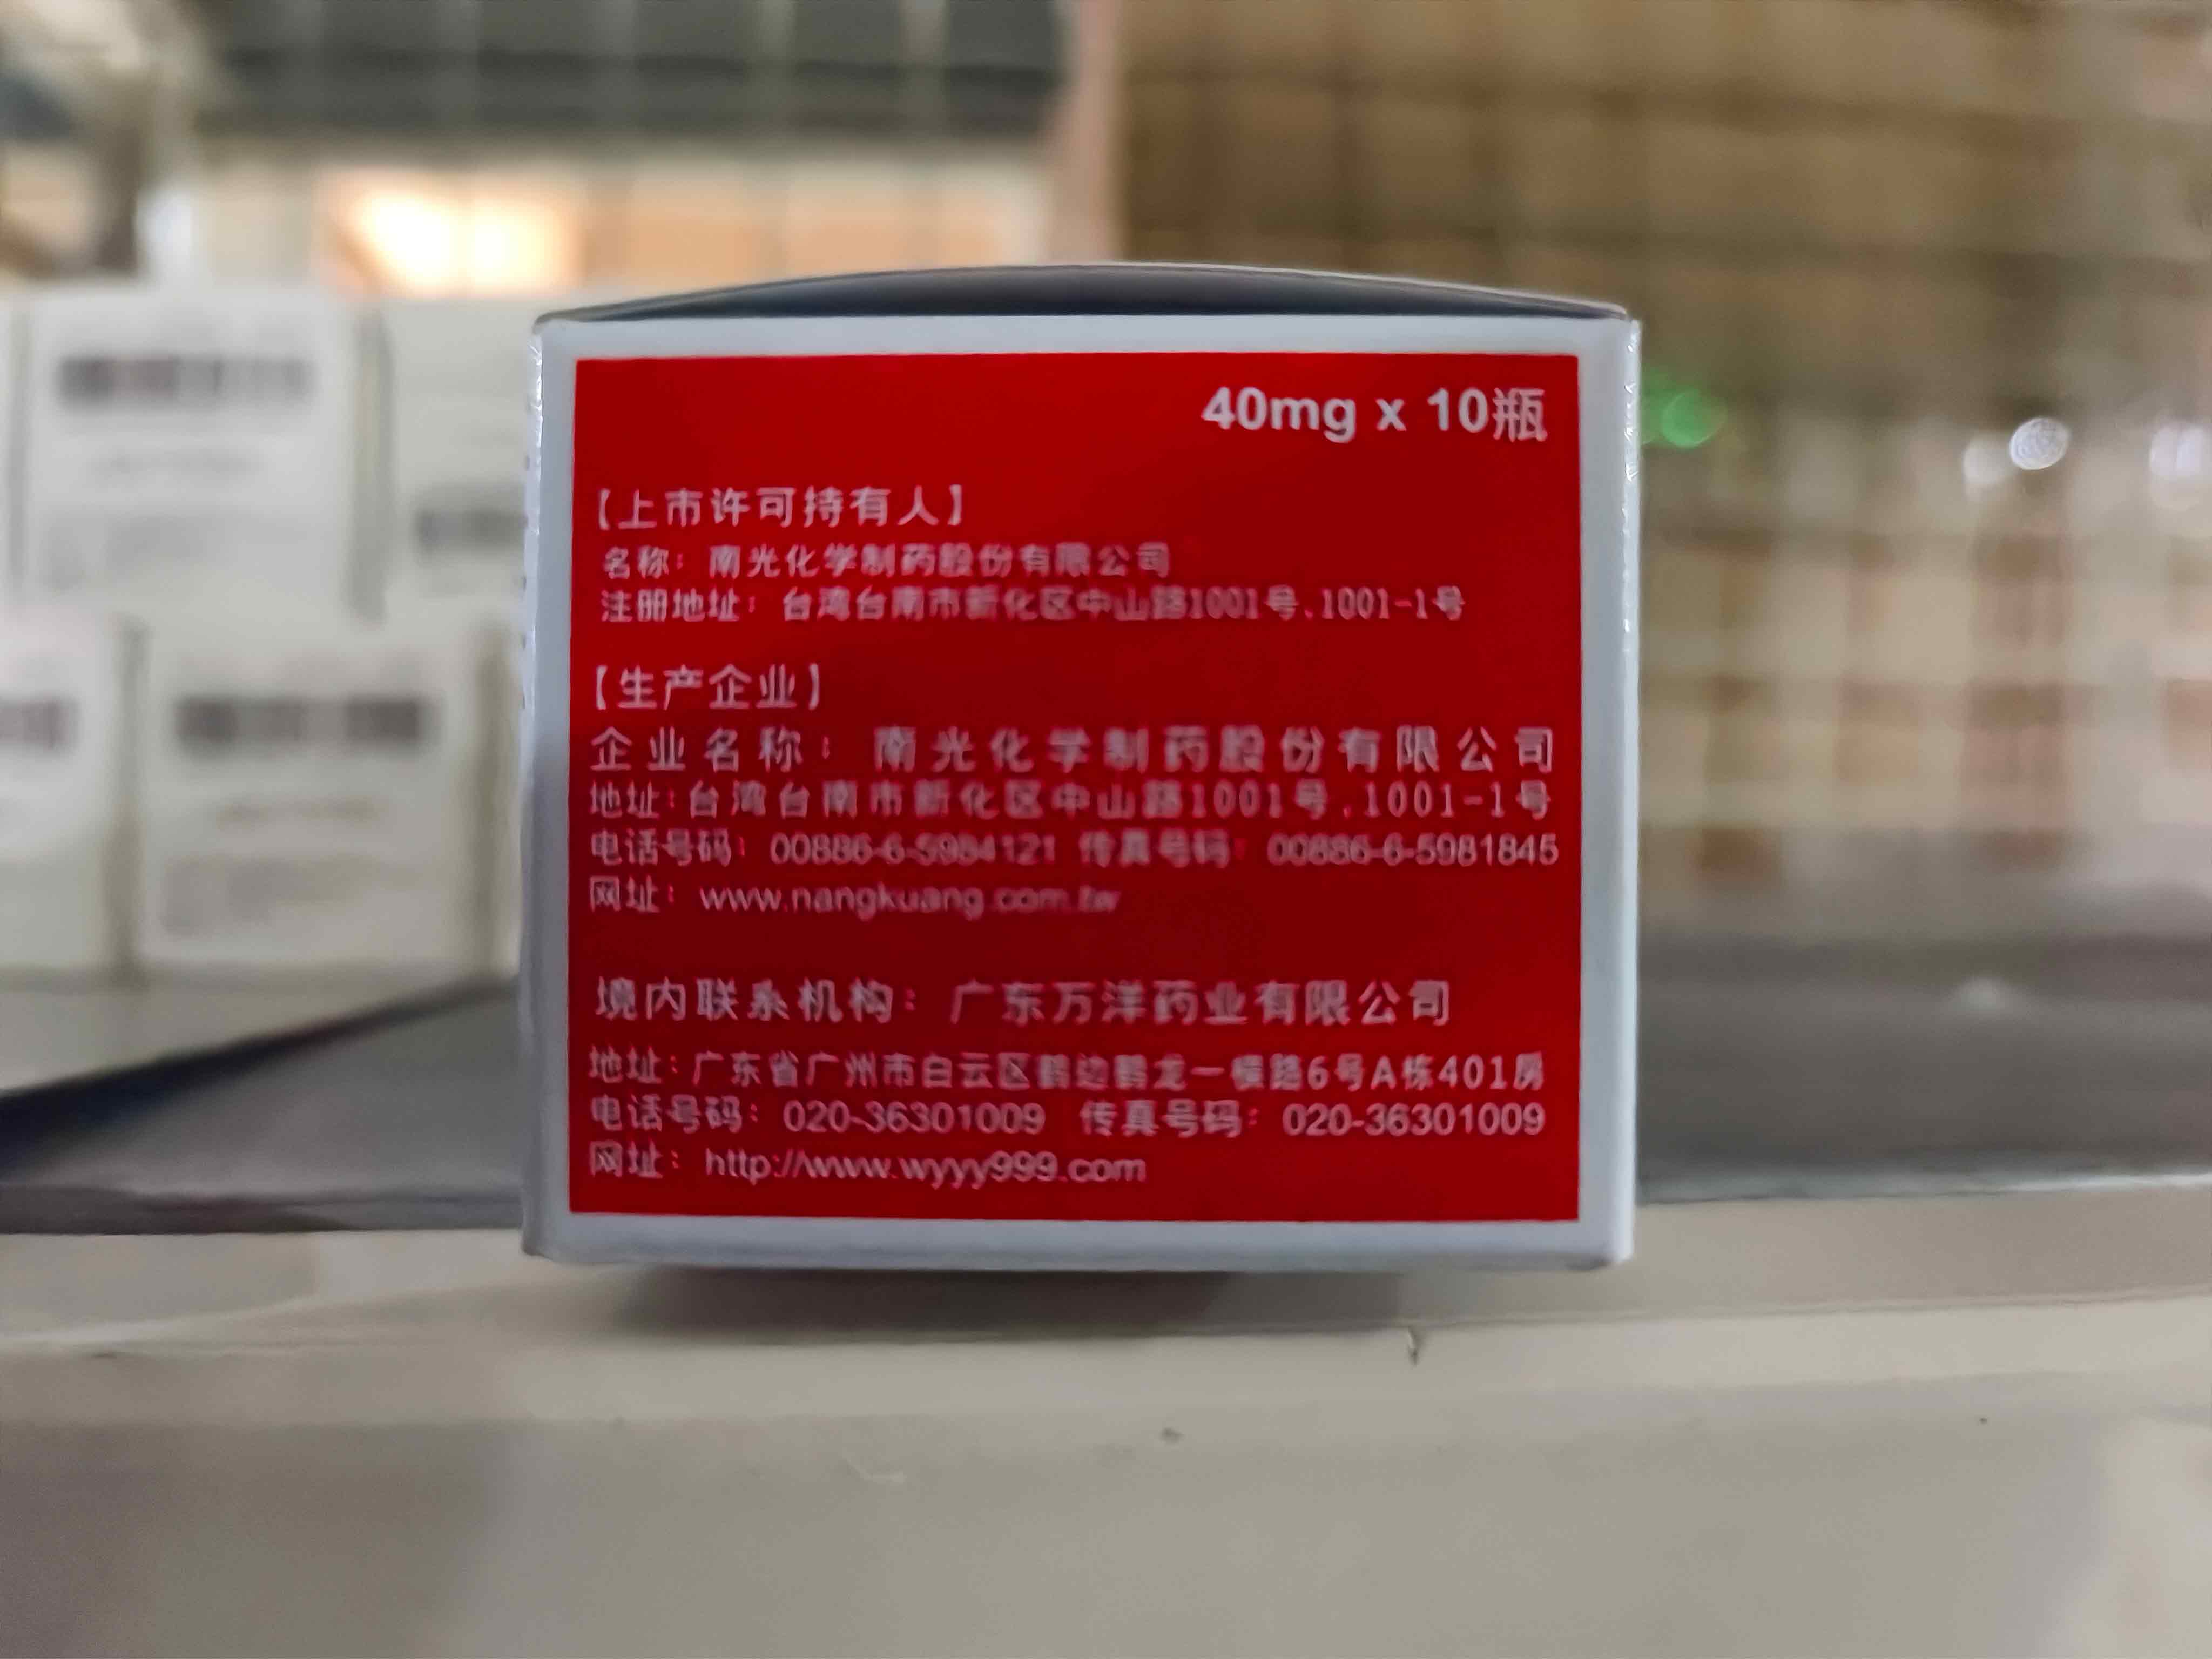 40mg x 10瓶
【上市许可持有人】
名称：南光化学制药股份有限公司
注册地址：台湾台南市新化区中山路1001号.1001-1号
【生产企业】
企业名称：南光化学制药股份有限公司
地址:台湾台南市新化区中山路1001号.1001-1号
电话号码：00886-6-5984121 传真号码：00886-6-5981845
网址：www.nangkuang.com.tw
境内联系机构：广东万洋药业有限公司
地址:广东省广州市白云区鹤边鹤龙一横路6号A栋401房
电话号码：020-36301009 传真号码：020-36301009
网址：http://www.wyyy999.com